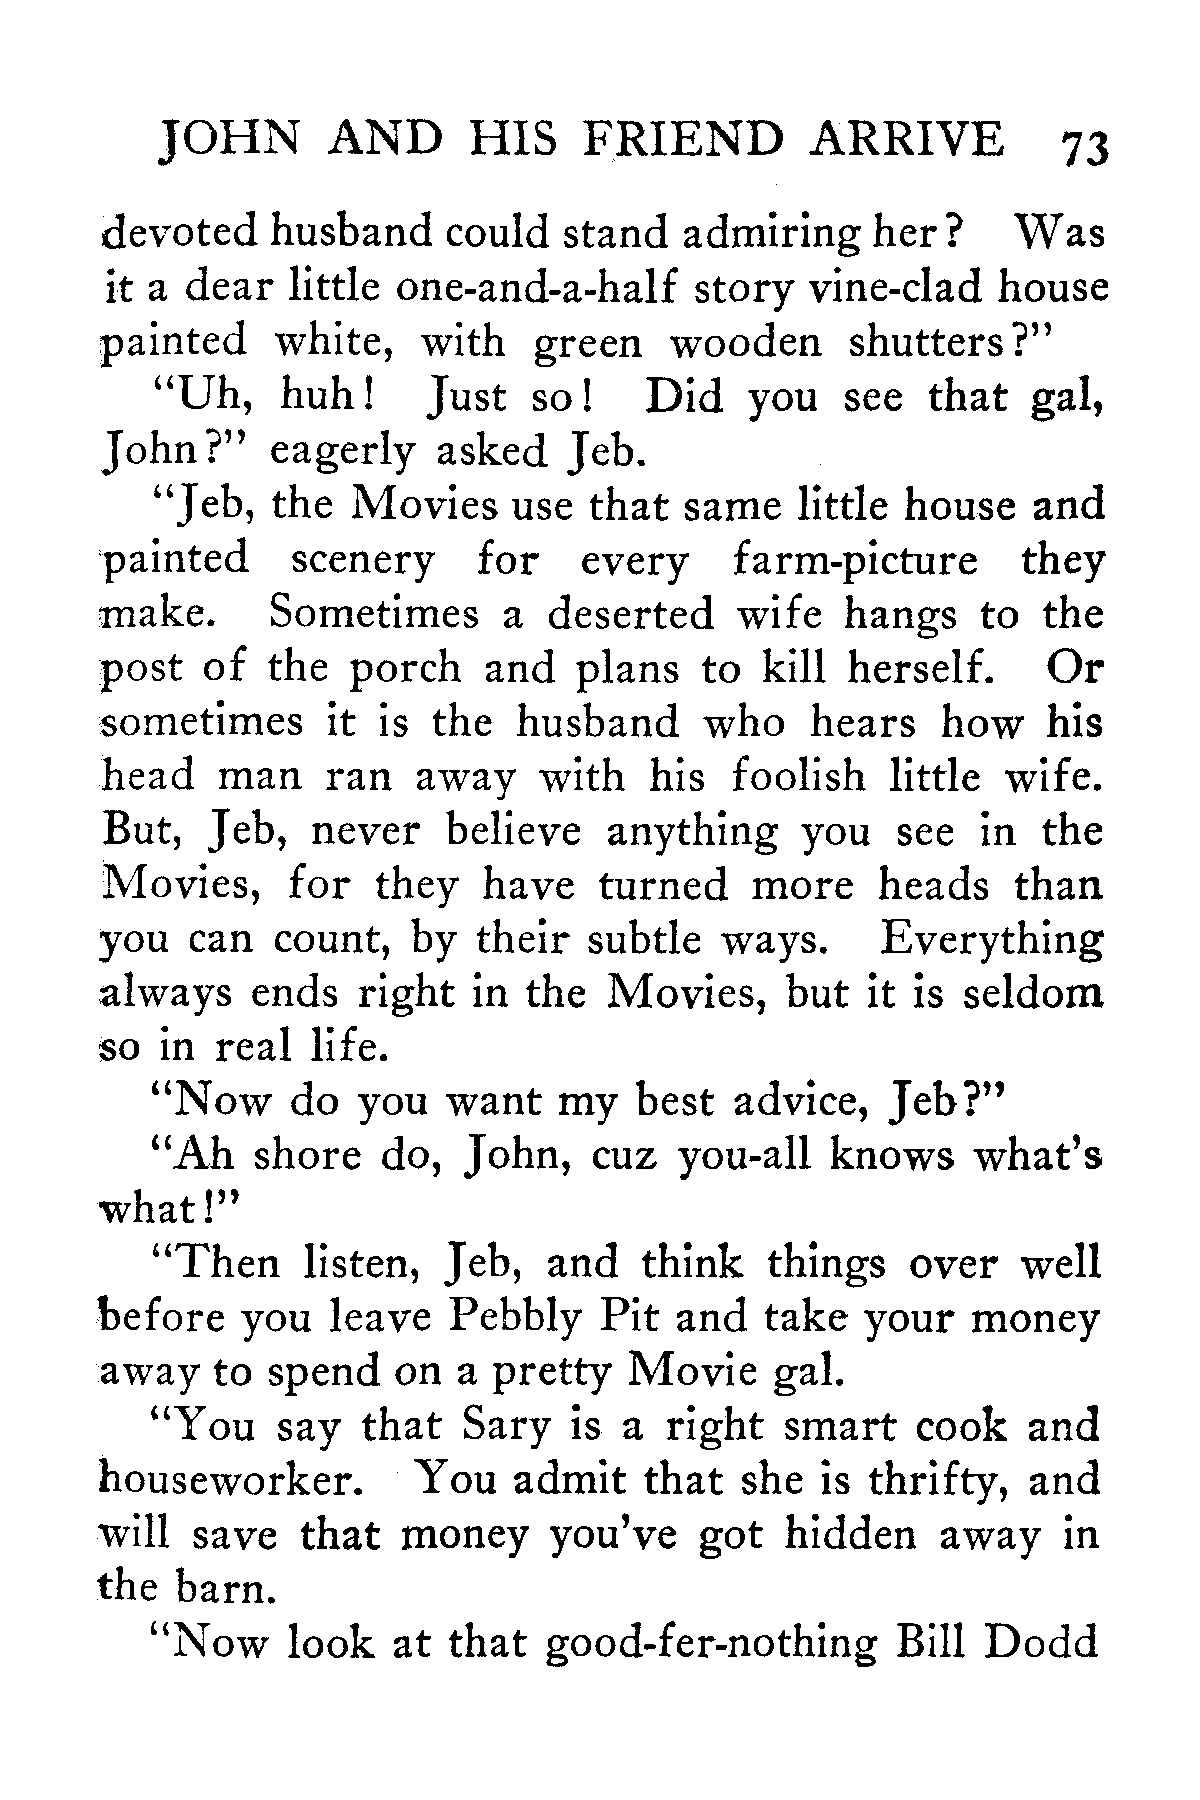 JOHN AND HIS FRIEND ARRIVE 73
devoted husband could stand admiring her? Was
it a dear little one-and-a-half story vine-clad house
painted white, with green wooden shutters?"
"Uh, huh! Just so! Did you see that gal,
John?" eagerly asked Jeb.
"Jeb, the Movies use that same little house and
painted scenery for every farm-picture they
make. Sometimes a deserted wife hangs to the
post of the porch and plans to kill herself. Or
sometimes it is the husband who hears how his
head man ran away with his foolish little wife.
But, Jeb, never believe anything you see in the
Movies, for they have turned more heads than
you can count, by their subtle ways. Everything
always ends right in the Movies, but it is seldom
so in real life.
"Now do you want my best advice, Jeb?"
"Ah shore do, John, cuz you-all knows what's
what!"
"Then listen, Jeb, and think things over well
before you leave Pebbly Pit and take your money
away to spend on a pretty Movie gal.
"You say that Sary is a right smart cook and
houseworker. You admit that she is thrifty, and
will save that money you've got hidden away in
the barn.
"Now look at that good-fer-nothing Bill Dodd